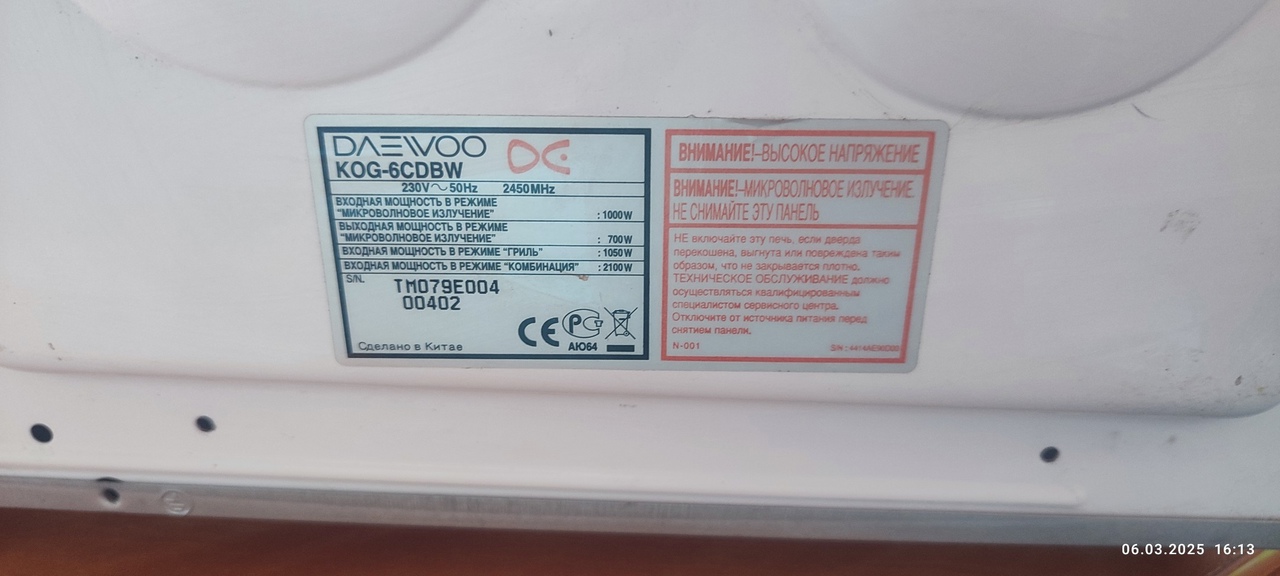 DAEWOO
KOG-6CDBW
230V ~ 50Hz 2450MHz
ВХОДНАЯ МОЩНОСТЬ В РЕЖИМЕ
"МИКРОВОЛНОВОЕ ИЗЛУЧЕНИЕ" : 1000W
ВЫХОДНАЯ МОЩНОСТЬ В РЕЖИМЕ
"МИКРОВОЛНОВОЕ ИЗЛУЧЕНИЕ" : 700W
ВХОДНАЯ МОЩНОСТЬ В РЕЖИМЕ "ГРИЛЬ" : 1050W
ВХОДНАЯ МОЩНОСТЬ В РЕЖИМЕ "КОМБИНАЦИЯ" : 2100W
S/N. TM079E004
00402
CE
АЮ64
Сделано в Китае
ВНИМАНИЕ!–ВЫСОКОЕ НАПРЯЖЕНИЕ
ВНИМАНИЕ!–МИКРОВОЛНОВОЕ ИЗЛУЧЕНИЕ.
НЕ СНИМАЙТЕ ЭТУ ПАНЕЛЬ
НЕ включайте эту печь, если дверца
перекошена, выгнута или повреждена таким
образом, что не закрывается плотно.
ТЕХНИЧЕСКОЕ ОБСЛУЖИВАНИЕ должно
осуществляться квалифицированным
специалистом сервисного центра.
Отключите от источника питания перед
снятием панели.
N-001 S/N :
06.03.2025 16:13